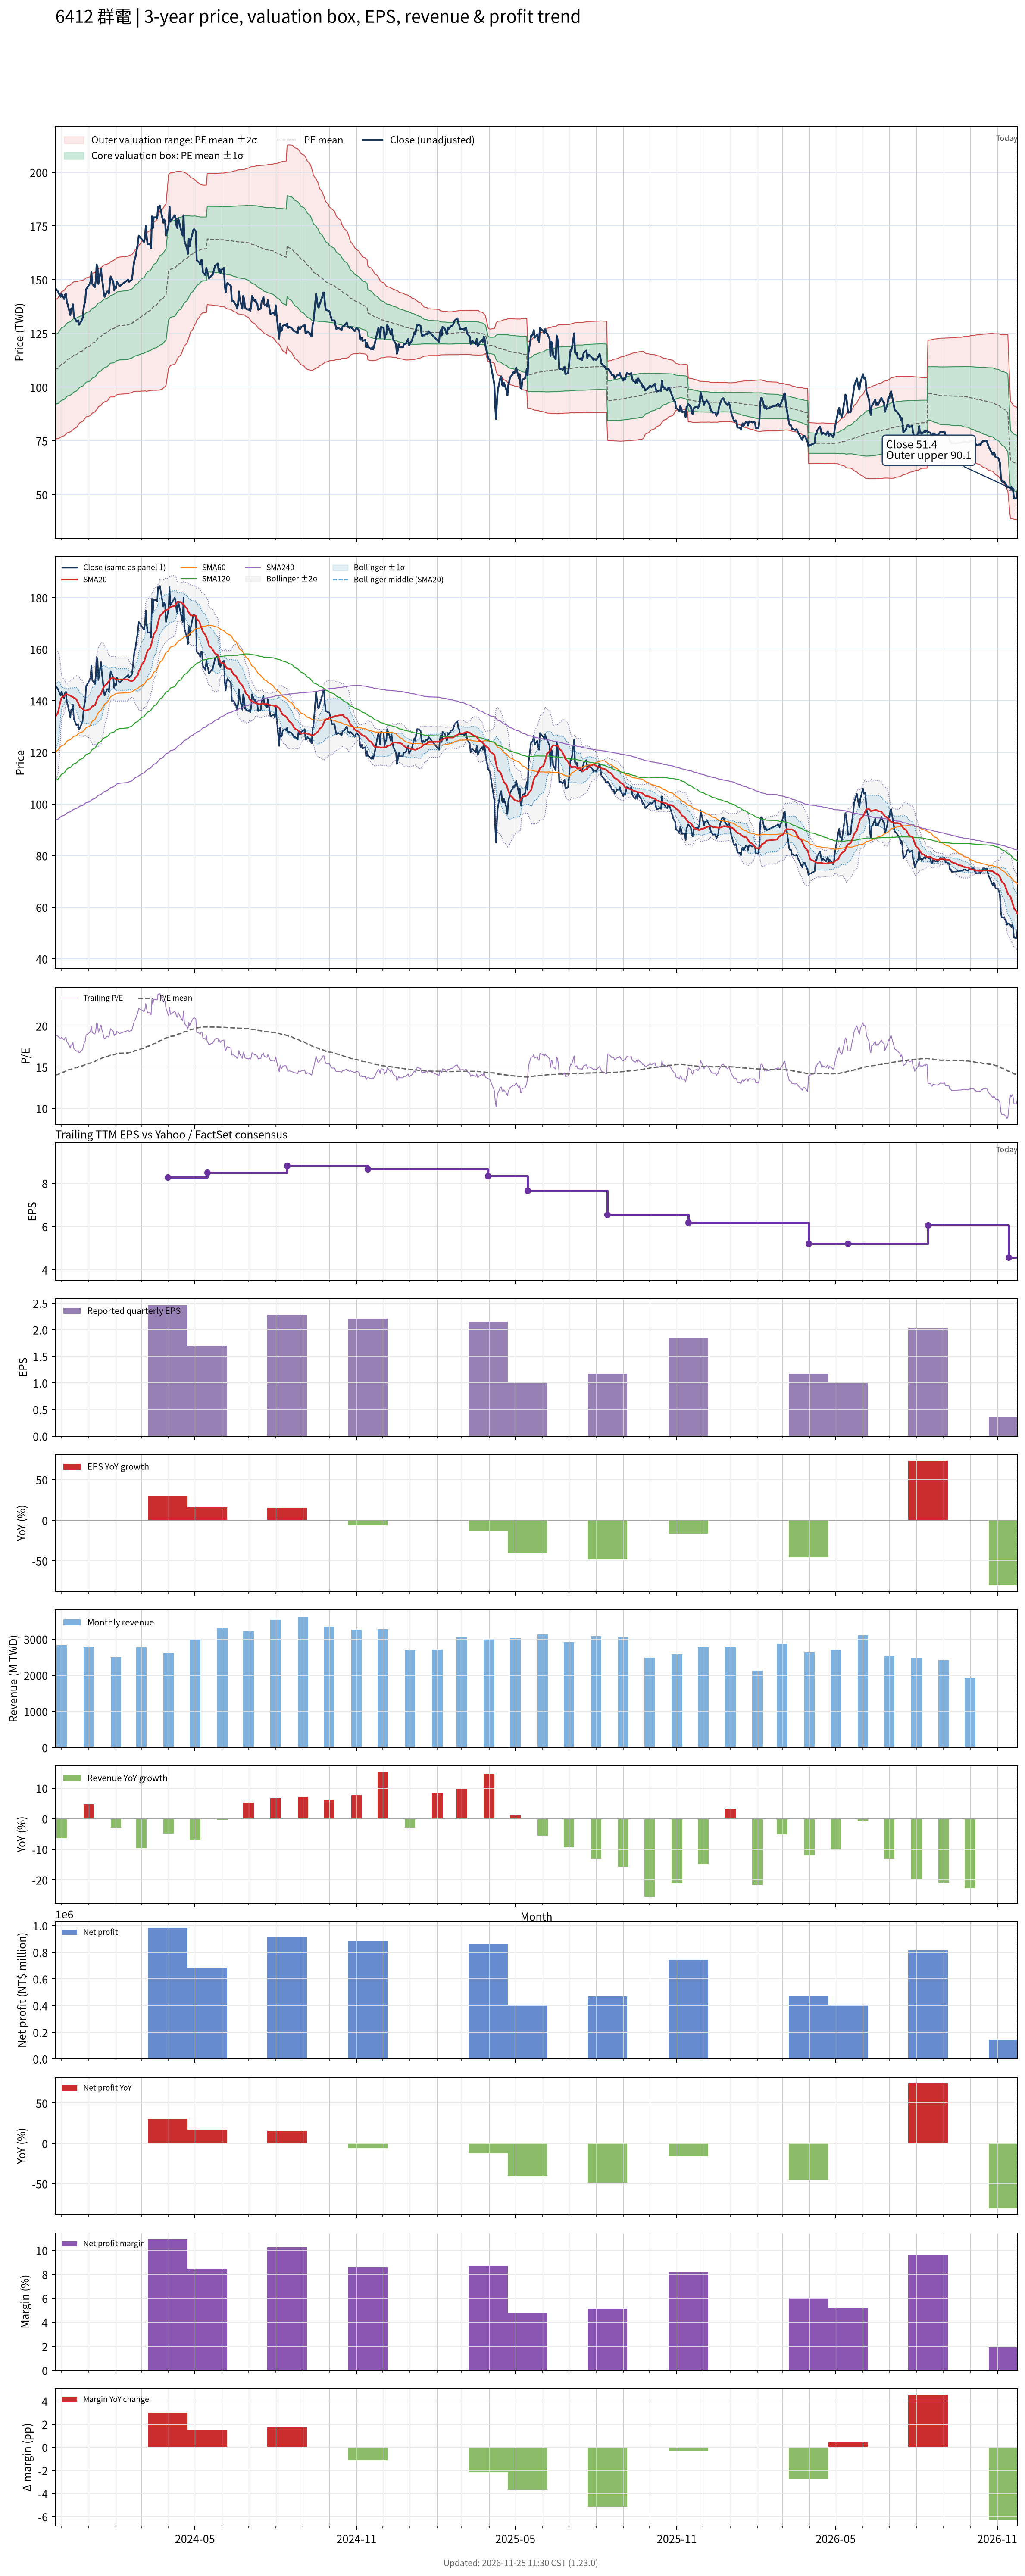 6412 群電 | 3-year price, valuation box, EPS, revenue & profit trend
Outer valuation range: PE mean ±2σ
Core valuation box: PE mean ±1σ
PE mean
Close (unadjusted)
Today
200
175
150
125
100
75
50
Price (TWD)
Close 51.4
Outer upper 90.1
Close (same as panel 1)
SMA20
SMA60
SMA120
SMA240
Bollinger ±2σ
Bollinger ±1σ
Bollinger middle (SMA20)
180
160
140
120
100
80
60
40
Price
Trailing P/E
P/E mean
20
15
10
P/E
Trailing TTM EPS vs Yahoo / FactSet consensus
Today
8
6
4
EPS
Reported quarterly EPS
2.5
2.0
1.5
1.0
0.5
0.0
EPS
EPS YoY growth
50
0
-50
YoY (%)
Monthly revenue
3000
2000
1000
0
Revenue (M TWD)
Revenue YoY growth
10
0
-10
-20
YoY (%)
Month
1e6
Net profit
1.0
0.8
0.6
0.4
0.2
0.0
Net profit (NT$ million)
Net profit YoY
50
0
-50
YoY (%)
Net profit margin
10
8
6
4
2
0
Margin (%)
Margin YoY change
4
2
0
-2
-4
-6
Δ margin (pp)
2024-05
2024-11
2025-05
2025-11
2026-05
2026-11
Updated: 2026-11-25 11:30 CST (1.23.0)